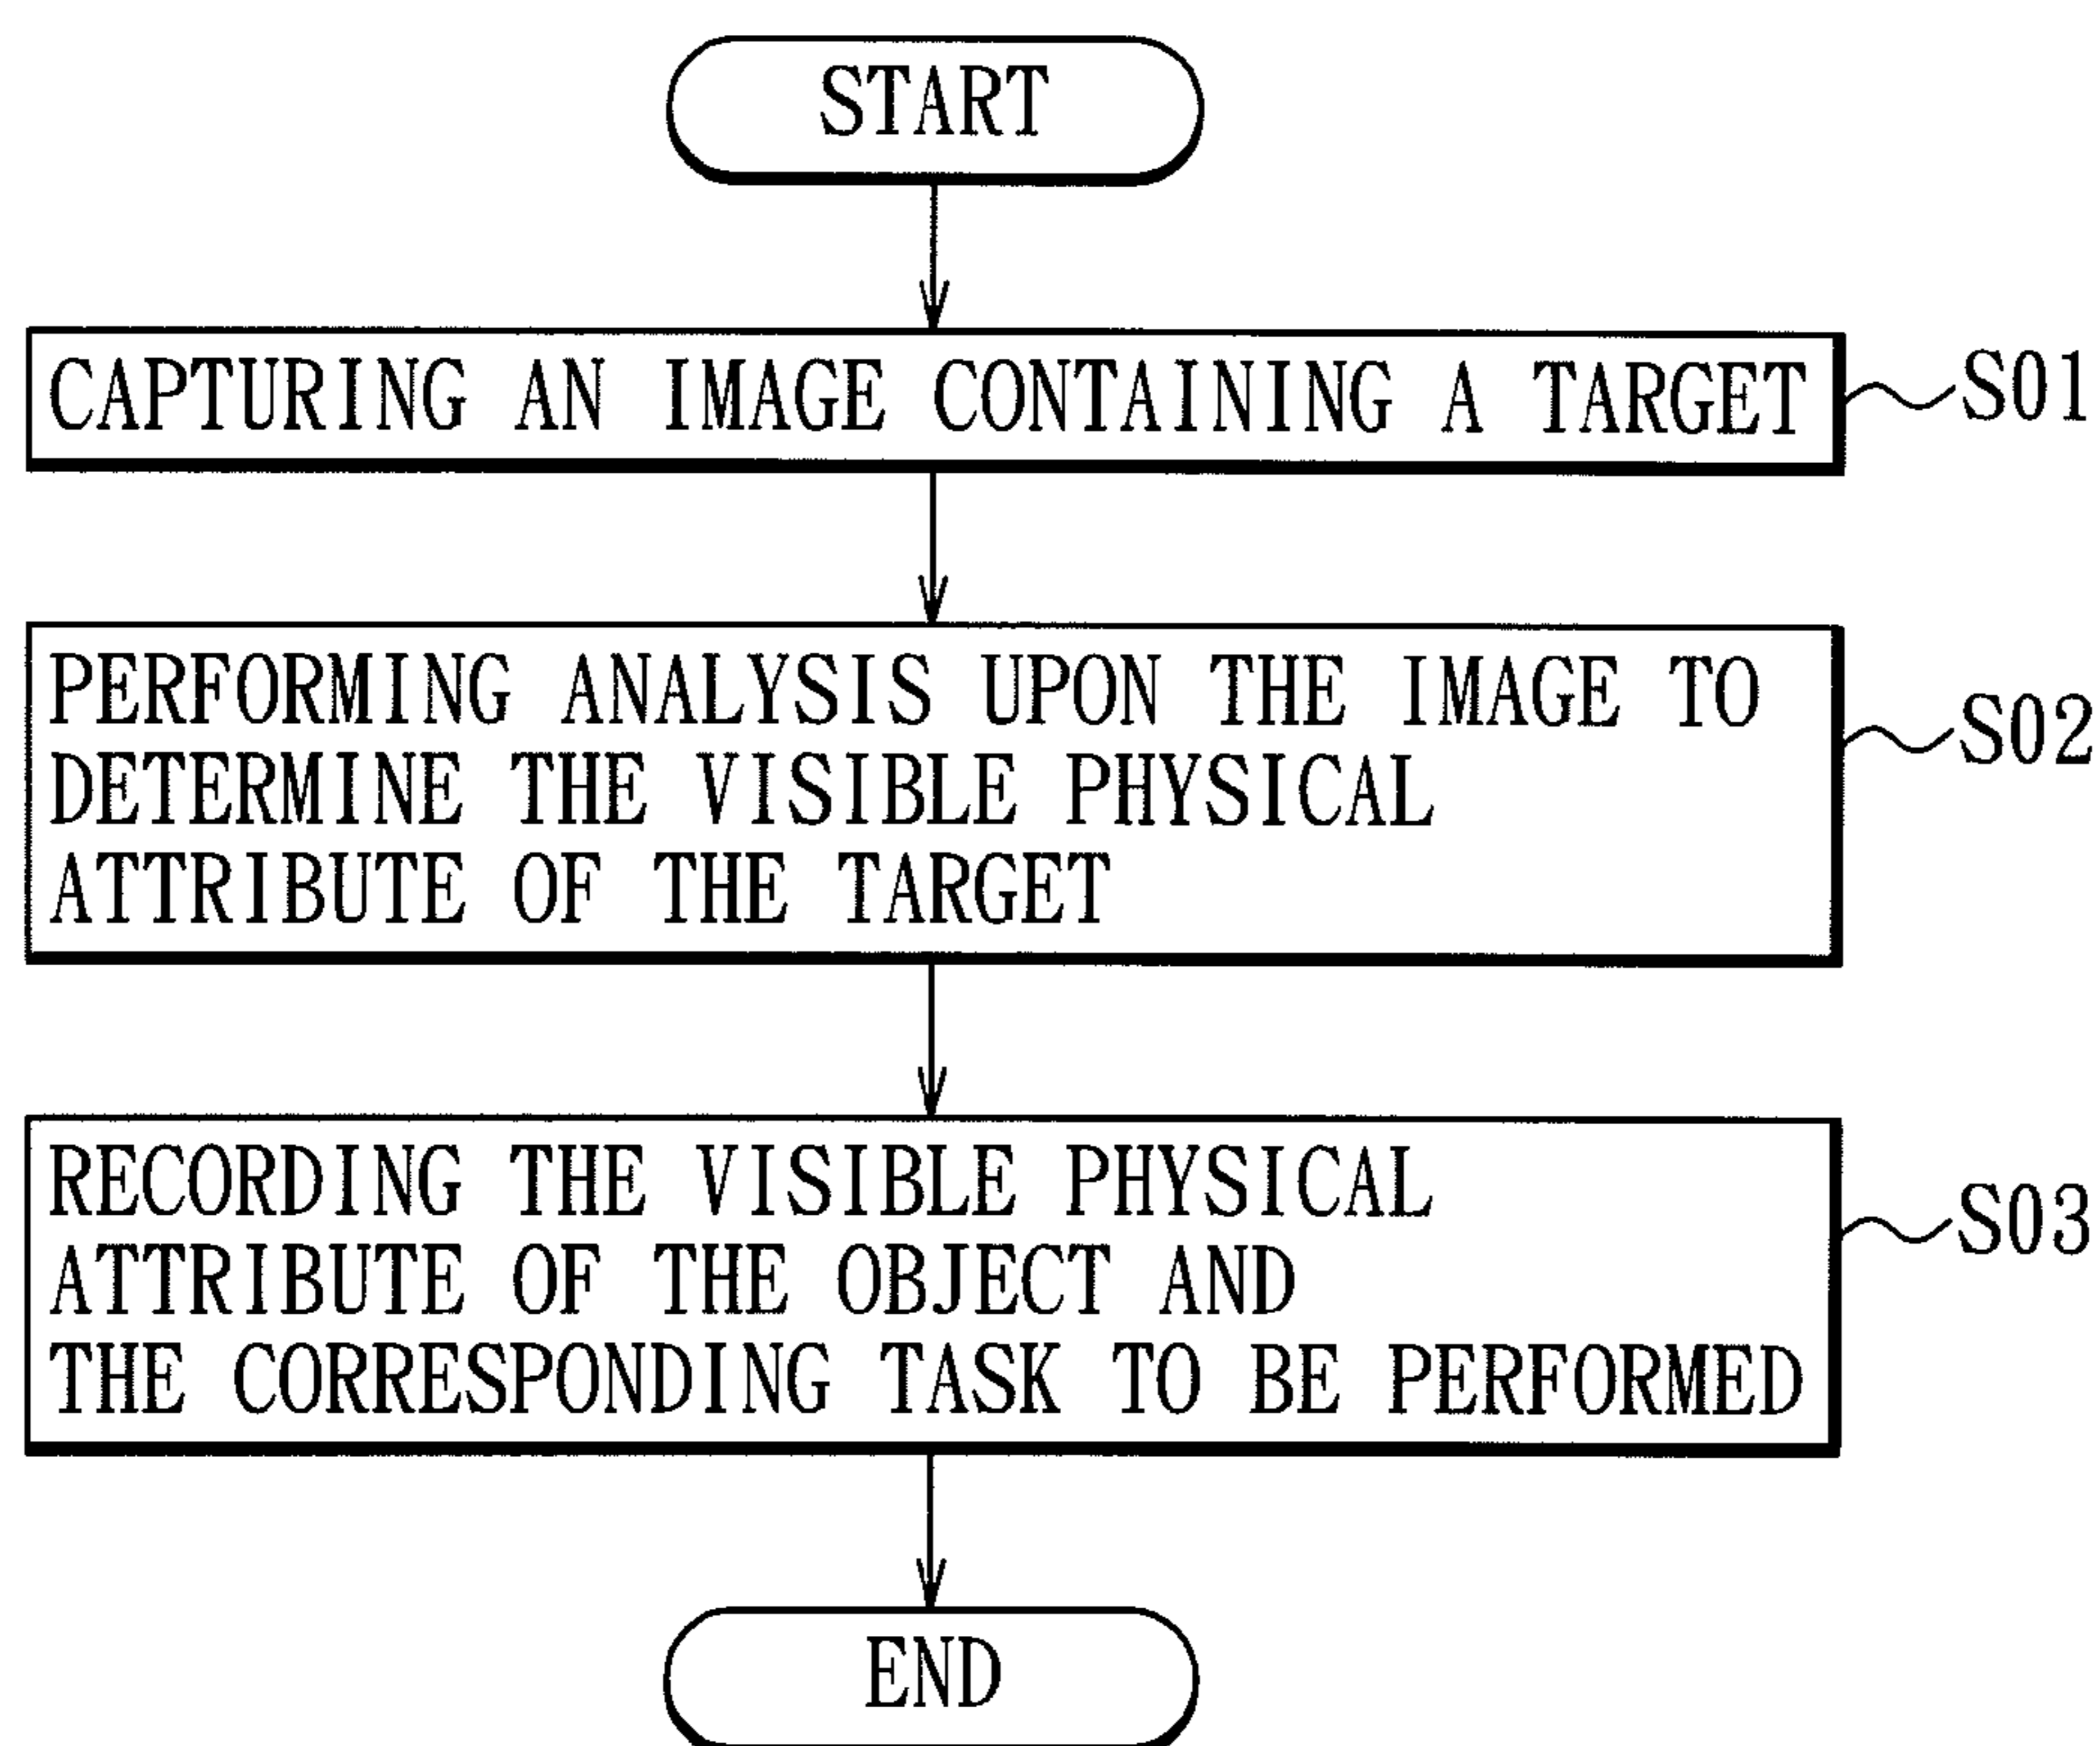 START
CAPTURING AN IMAGE CONTAINING A TARGET
S01
PERFORMING ANALYSIS UPON THE IMAGE TO
DETERMINE THE VISIBLE PHYSICAL
ATTRIBUTE OF THE TARGET
S02
RECORDING THE VISIBLE PHYSICAL
ATTRIBUTE OF THE OBJECT AND
THE CORRESPONDING TASK TO BE PERFORMED
S03
END